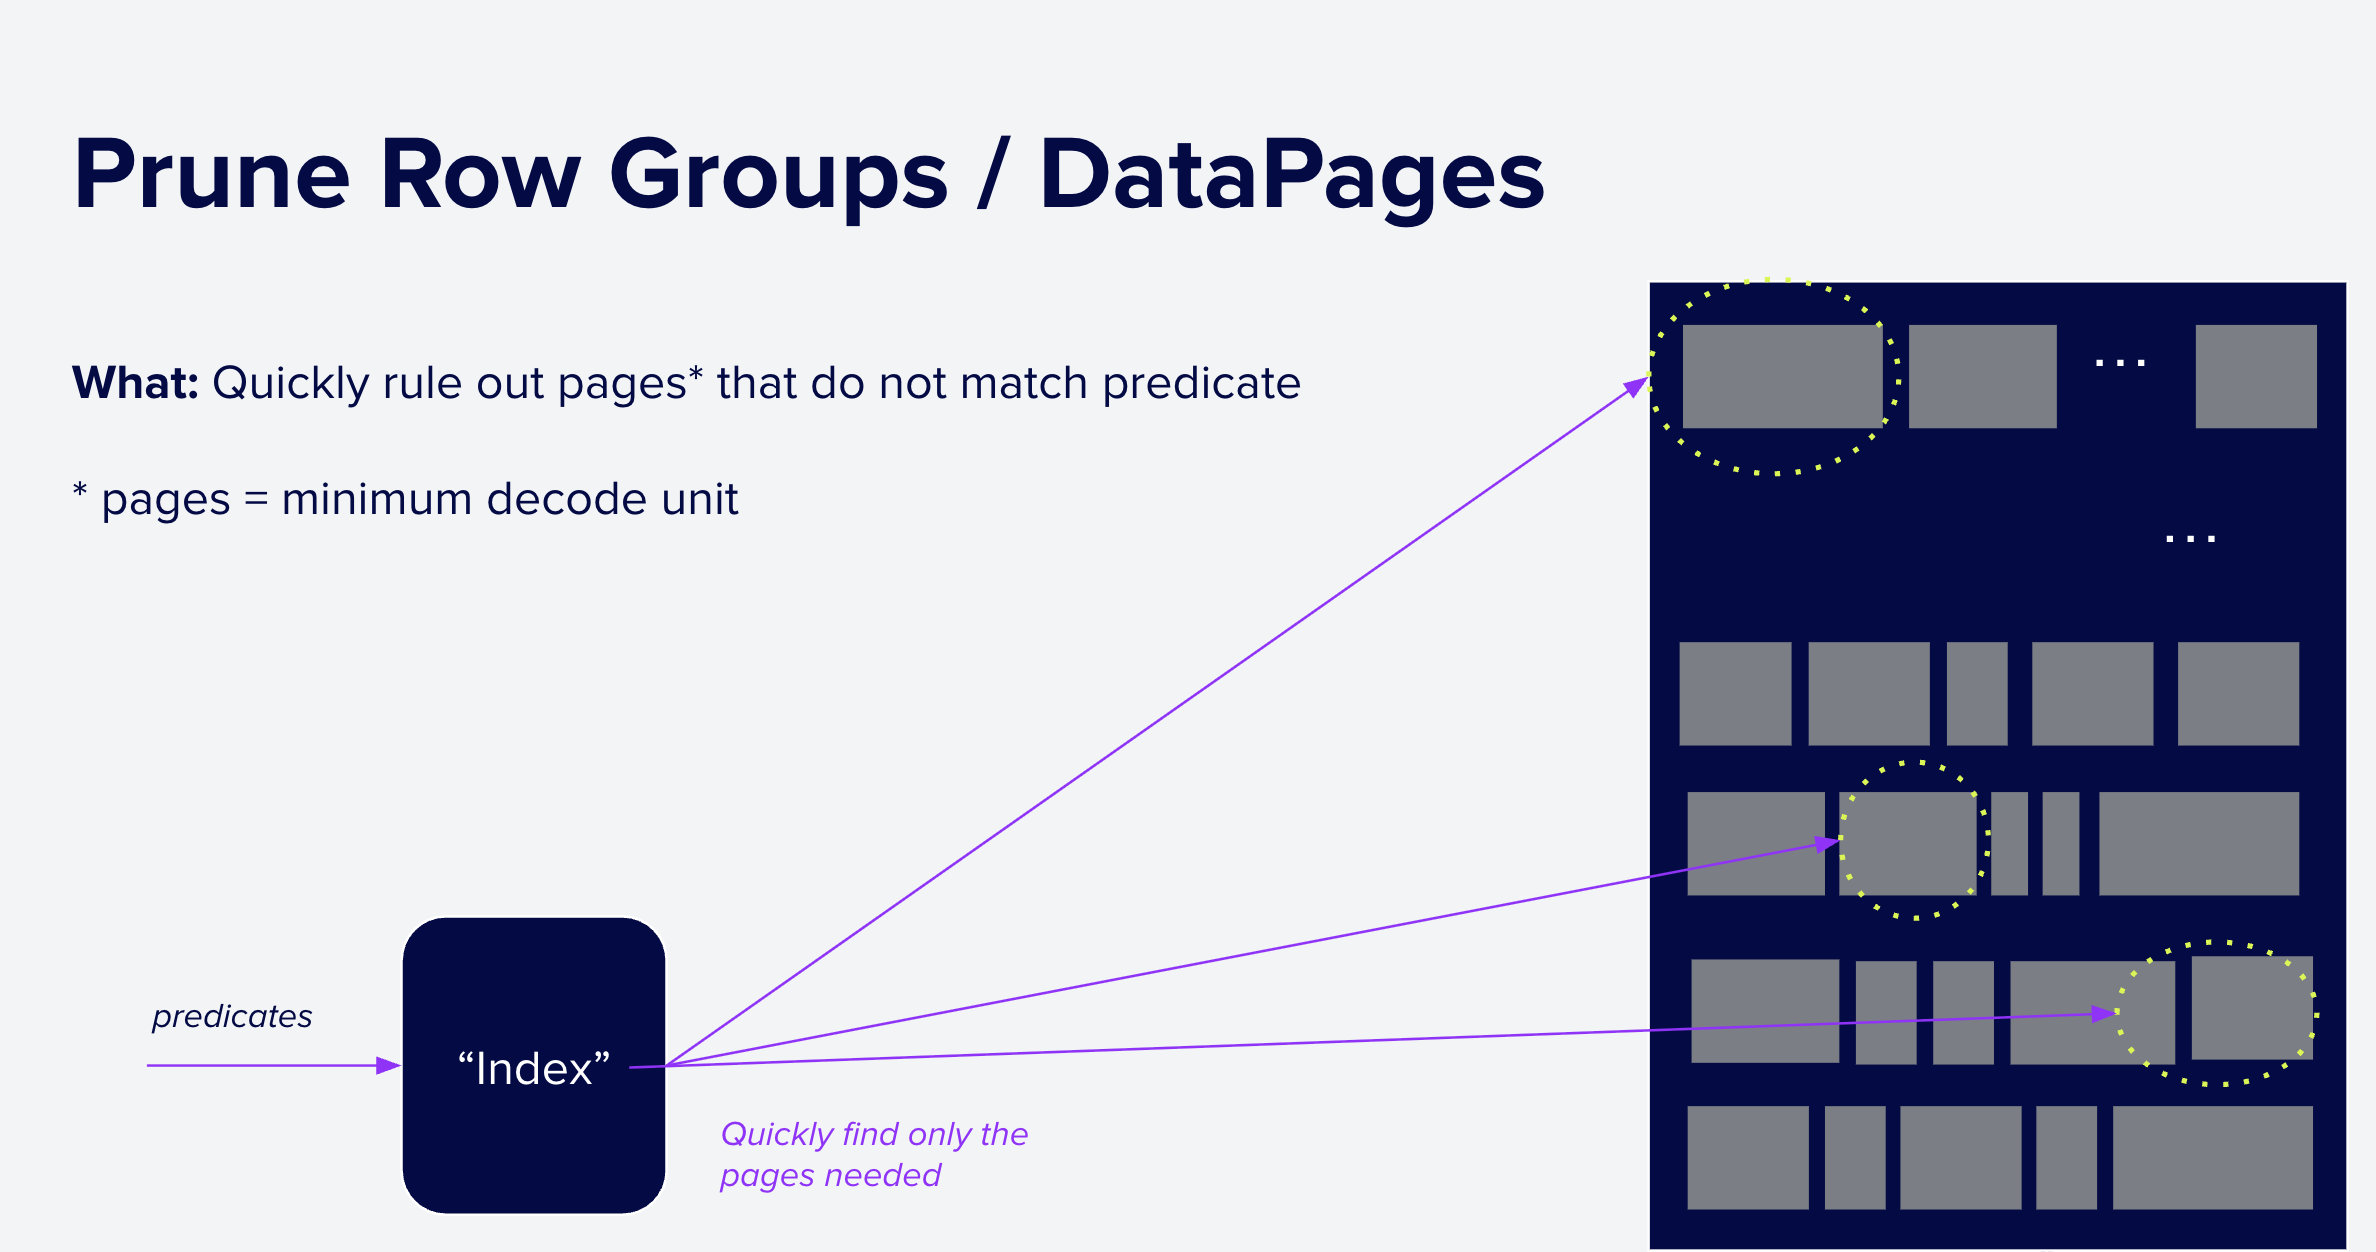 Prune Row Groups / DataPages
What: Quickly rule out pages* that do not match predicate
* pages = minimum decode unit
...
...
predicates
“Index”
Quickly find only the
pages needed